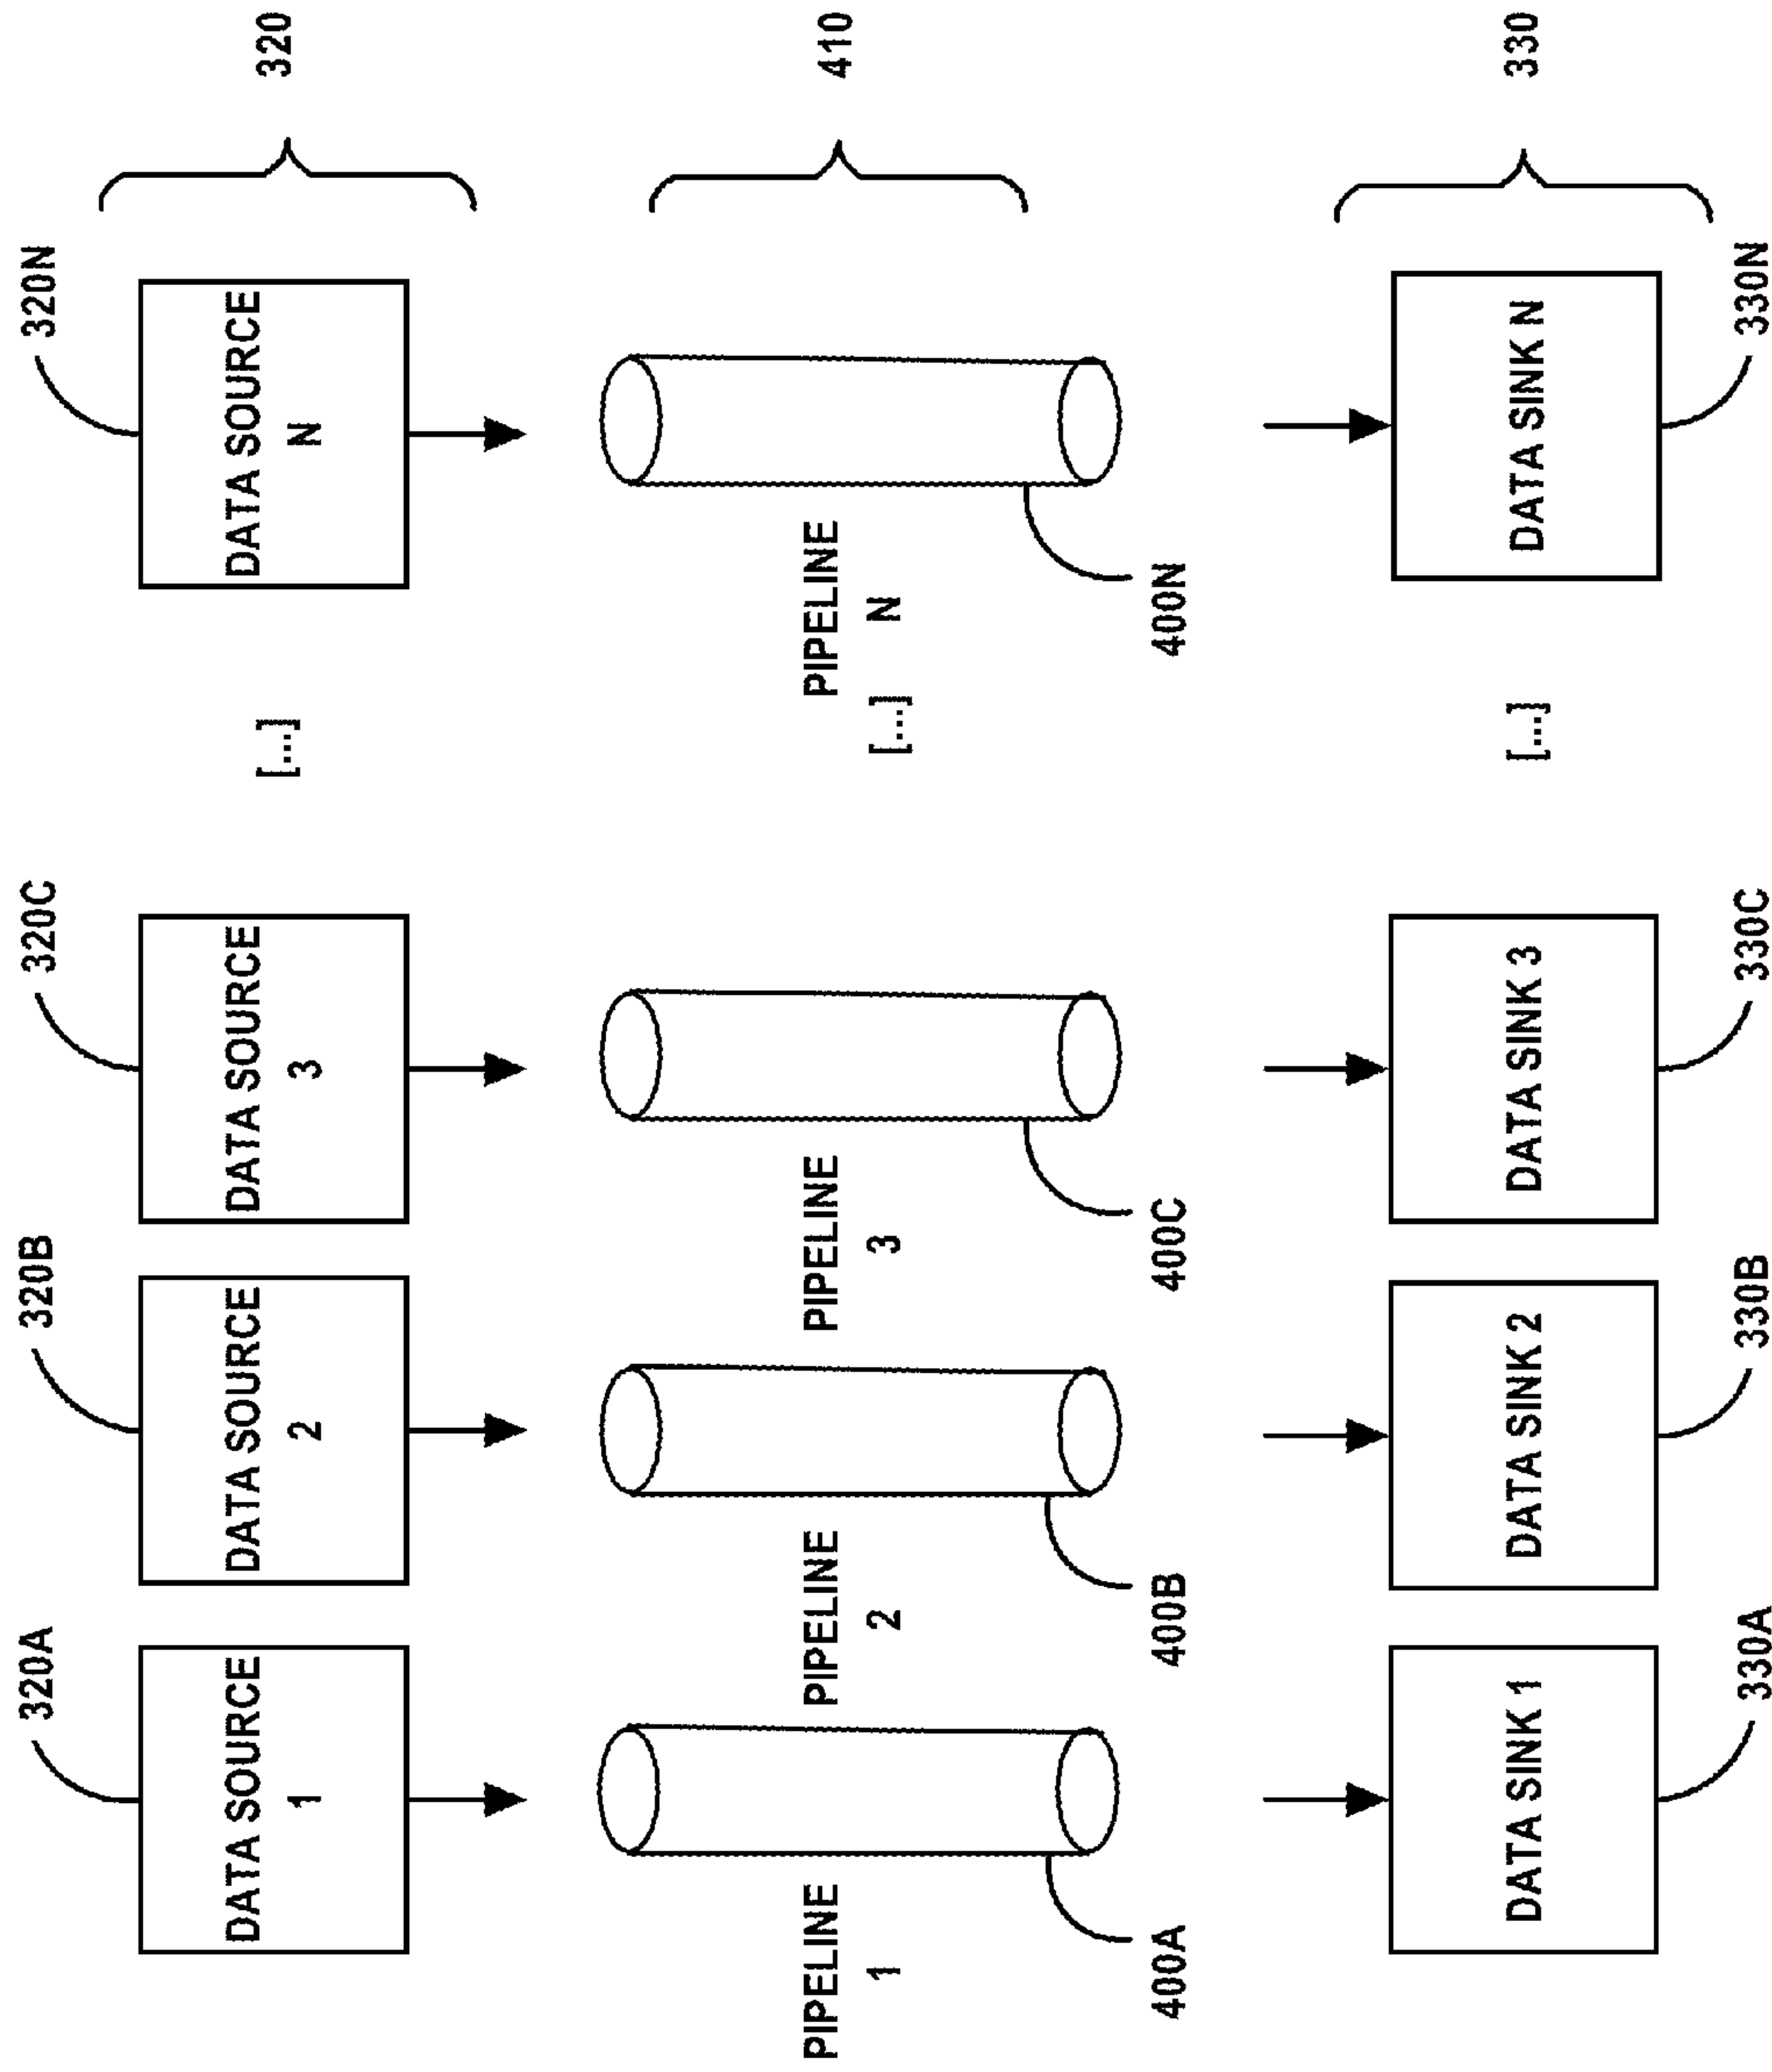 320A
320B
320C
320N
DATA SOURCE
1
DATA SOURCE
2
DATA SOURCE
3
[...]
DATA SOURCE
N
320
PIPELINE
1
PIPELINE
2
PIPELINE
3
[...]
PIPELINE
N
410
400A
400B
400C
400N
DATA SINK 1
DATA SINK 2
DATA SINK 3
[...]
DATA SINK N
330
330A
330B
330C
330N